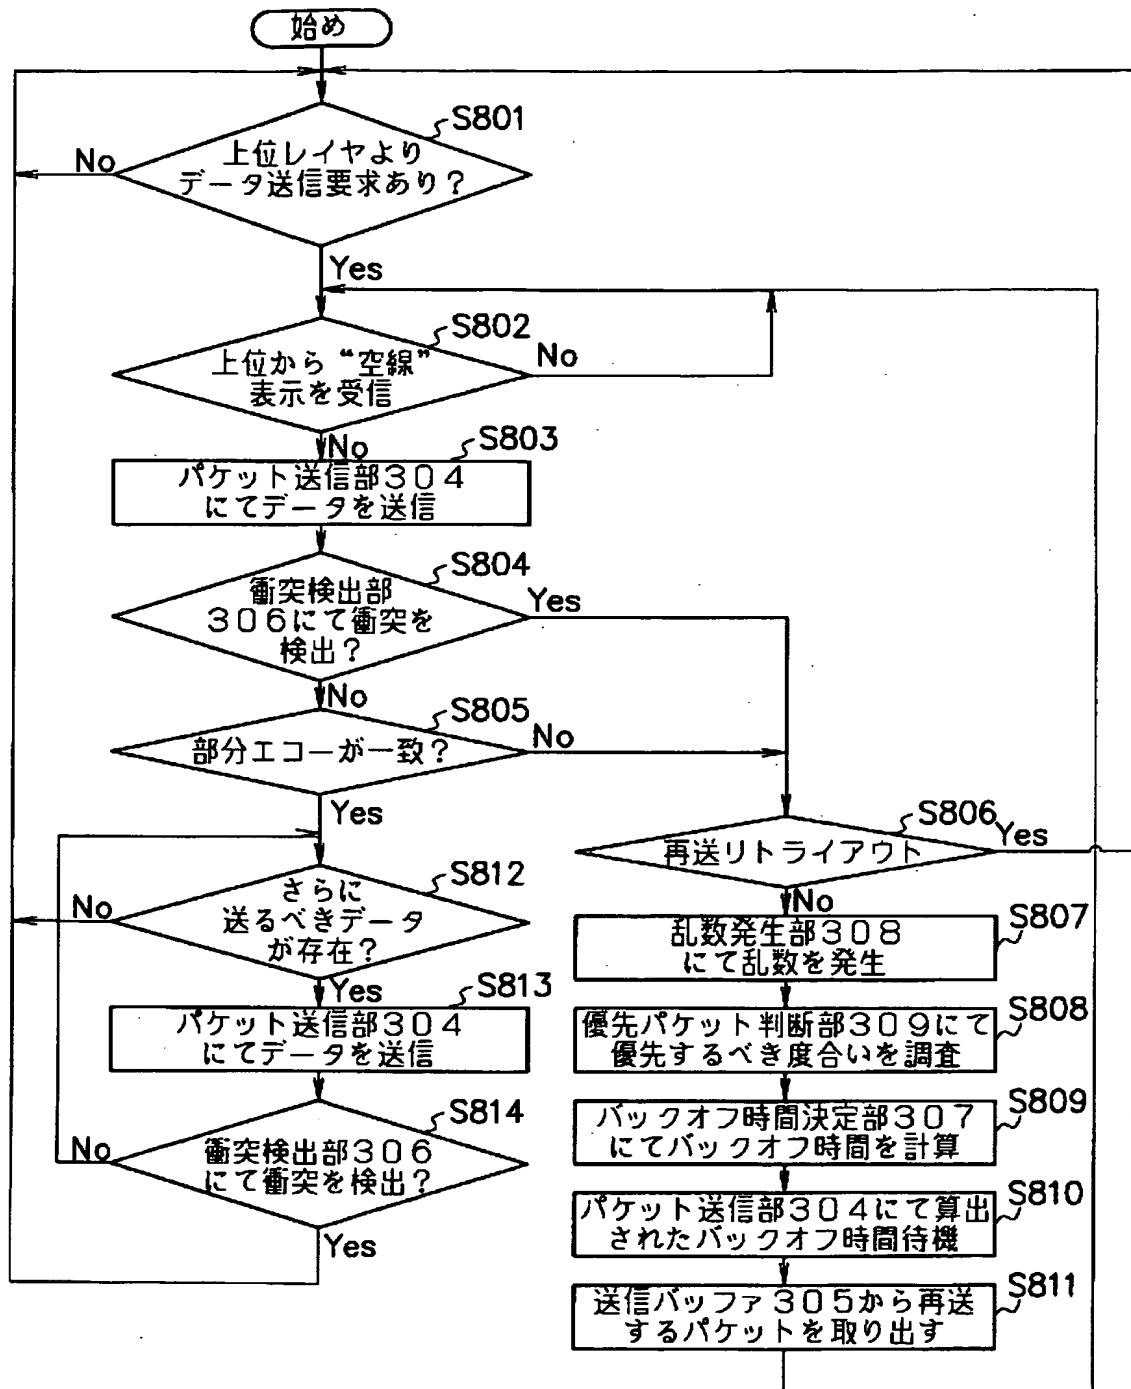 始め
S801
上位レイヤより
データ送信要求あり?
No
Yes
S802
上位から“空線”
表示を受信
No
No
S803
パケット送信部304
にてデータを送信
S804
衝突検出部
306にて衝突を
検出?
Yes
No
S805
部分エコーが一致?
No
Yes
S806
再送リトライアウト
Yes
No
S812
さらに
送るべきデータ
が存在?
No
Yes
S807
乱数発生部308
にて乱数を発生
S813
パケット送信部304
にてデータを送信
S808
優先パケット判断部309にて
優先するべき度合いを調査
S814
衝突検出部306
にて衝突を検出?
No
Yes
S809
バックオフ時間決定部307
にてバックオフ時間を計算
S810
パケット送信部304にて算出
されたバックオフ時間待機
S811
送信バッファ305から再送
するパケットを取り出す